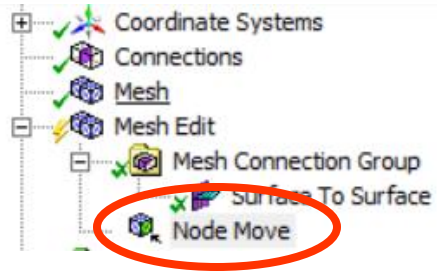 Coordinate Systems
Connections
Mesh
Mesh Edit
Mesh Connection Group
Surface To Surface
Node Move